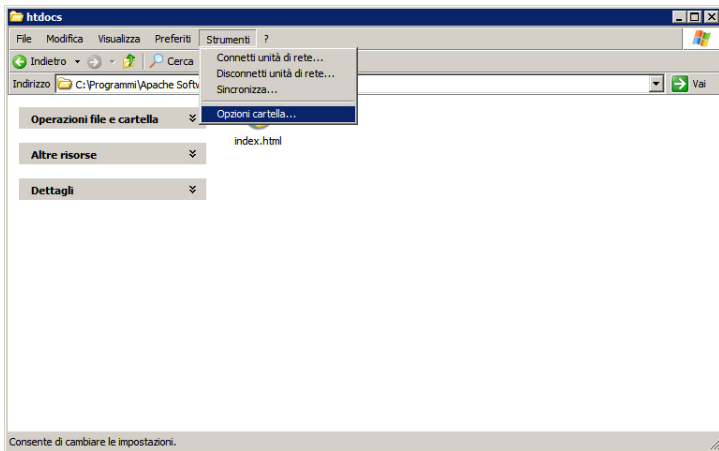 htdocs
File Modifica Visualizza Preferiti Strumenti ?
Indietro Cerca
Connetti unità di rete...
Disconnetti unità di rete...
Sincronizza...
Opzioni cartella...
Indirizzo C:\Programmi\Apache Vai
Operazioni file e cartella
index.html
Altre risorse
Dettagli
Consente di cambiare le impostazioni.